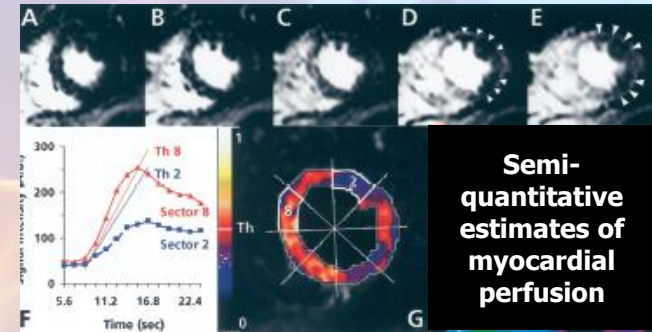 A B C D E
300
200
100
0
Th 8
Th 2
Sector 8
Sector 2
5.6 11.2 16.8 22.4
Time (sec)
F
1
Th
0
8
2
G
Semi-
quantitative
estimates of
myocardial
perfusion